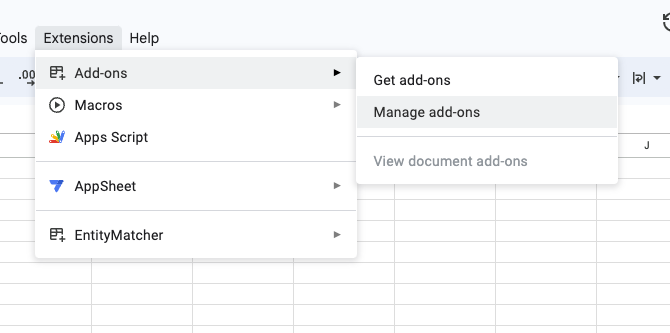 Tools Extensions Help
.00
Add-ons
Get add-ons
Macros
Manage add-ons
Apps Script
J
View document add-ons
AppSheet
EntityMatcher